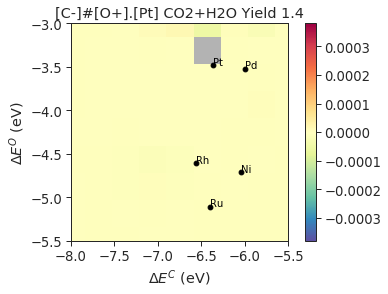 [C-]#[O+].[Pt] CO2+H2O Yield 1.4
−3.0
−3.5
−4.0
−4.5
−5.0
−5.5
ΔE^O (eV)
Pt
Pd
Rh
Ni
Ru
−8.0 −7.5 −7.0 −6.5 −6.0 −5.5
ΔE^C (eV)
0.0003
0.0002
0.0001
0.0000
−0.0001
−0.0002
−0.0003